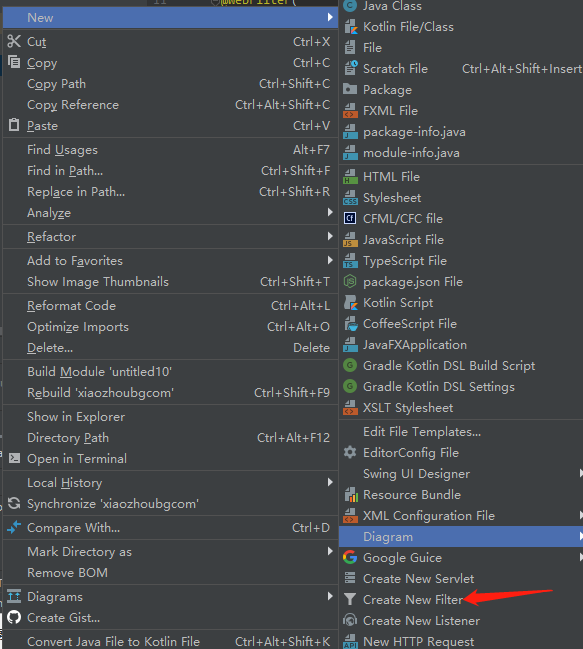 11
@WebFilter(
New
Cut Ctrl+X
Copy Ctrl+C
Copy Path Ctrl+Shift+C
Copy Reference Ctrl+Alt+Shift+C
Paste Ctrl+V
Find Usages Alt+F7
Find in Path... Ctrl+Shift+F
Replace in Path... Ctrl+Shift+R
Analyze
Refactor
Add to Favorites
Show Image Thumbnails Ctrl+Shift+T
Reformat Code Ctrl+Alt+L
Optimize Imports Ctrl+Alt+O
Delete... Delete
Build Module 'untitled10'
Rebuild 'xiaozhoubgcom' Ctrl+Shift+F9
Show in Explorer
Directory Path Ctrl+Alt+F12
Open in Terminal
Local History
Synchronize 'xiaozhoubgcom'
Compare With... Ctrl+D
Mark Directory as
Remove BOM
Diagrams
Create Gist...
Convert Java File to Kotlin File Ctrl+Alt+Shift+K
Java Class
Kotlin File/Class
File
Scratch File Ctrl+Alt+Shift+Insert
Package
FXML File
package-info.java
module-info.java
HTML File
Stylesheet
CFML/CFC file
JavaScript File
TypeScript File
package.json File
Kotlin Script
CoffeeScript File
JavaFXApplication
Gradle Kotlin DSL Build Script
Gradle Kotlin DSL Settings
XSLT Stylesheet
Edit File Templates...
EditorConfig File
Swing UI Designer
Resource Bundle
XML Configuration File
Diagram
Google Guice
Create New Servlet
Create New Filter
Create New Listener
New HTTP Request